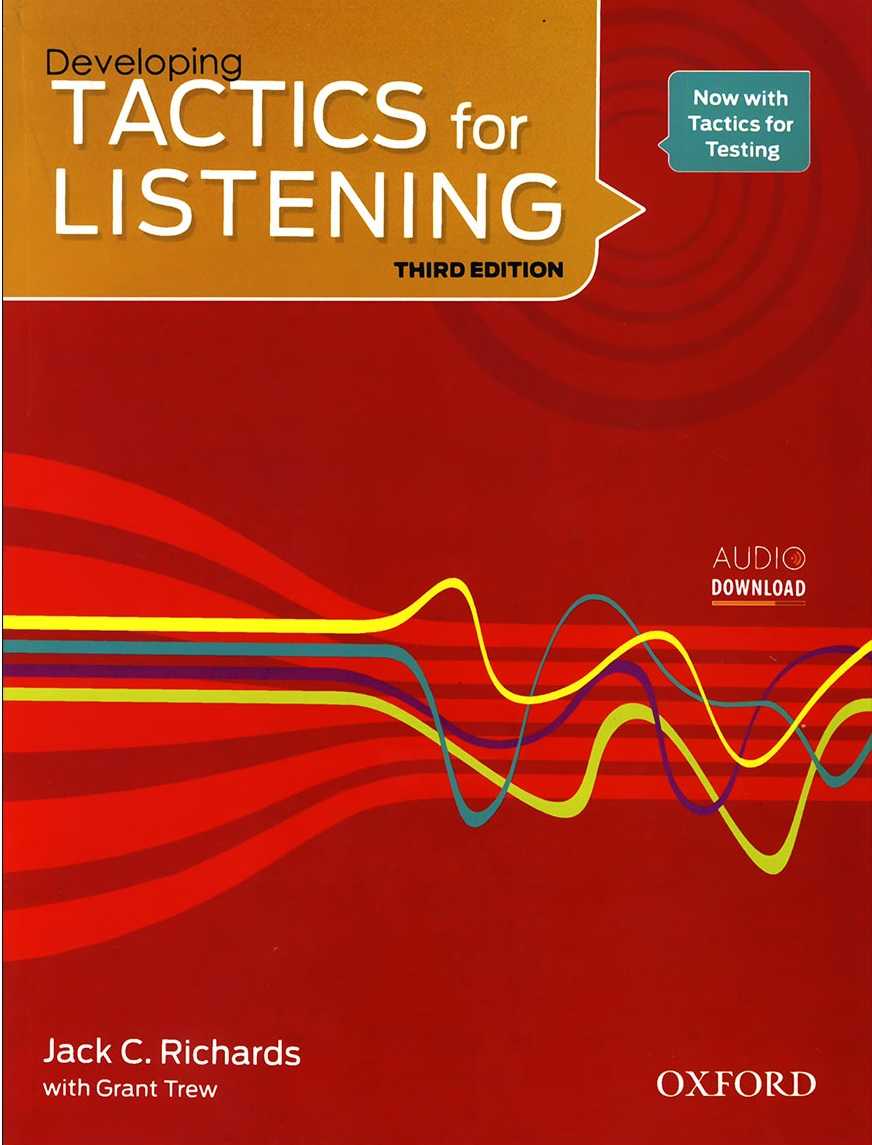 Developing
TACTICS for
LISTENING
THIRD EDITION
Now with
Tactics for
Testing
AUDIO
DOWNLOAD
Jack C. Richards
with Grant Trew
OXFORD